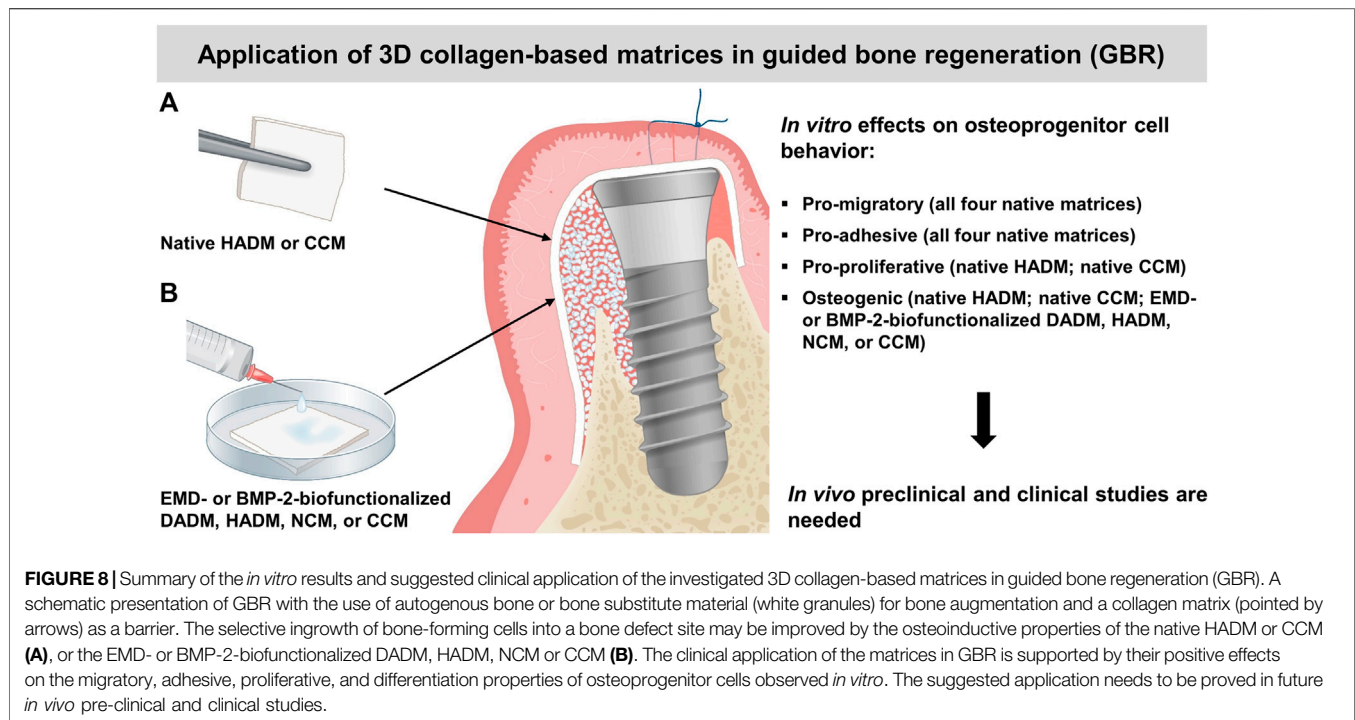 Application of 3D collagen-based matrices in guided bone regeneration (GBR)
A
Native HADM or CCM
B
EMD- or BMP-2-biofunctionalized
DADM, HADM, NCM, or CCM
In vitro effects on osteoprogenitor cell
behavior:
▪ Pro-migratory (all four native matrices)
▪ Pro-adhesive (all four native matrices)
▪ Pro-proliferative (native HADM; native CCM)
▪ Osteogenic (native HADM; native CCM; EMD-
or BMP-2-biofunctionalized DADM, HADM,
NCM, or CCM)
In vivo preclinical and clinical studies are
needed
FIGURE 8 | Summary of the in vitro results and suggested clinical application of the investigated 3D collagen-based matrices in guided bone regeneration (GBR). A
schematic presentation of GBR with the use of autogenous bone or bone substitute material (white granules) for bone augmentation and a collagen matrix (pointed by
arrows) as a barrier. The selective ingrowth of bone-forming cells into a bone defect site may be improved by the osteoinductive properties of the native HADM or CCM
(A), or the EMD- or BMP-2-biofunctionalized DADM, HADM, NCM or CCM (B). The clinical application of the matrices in GBR is supported by their positive effects
on the migratory, adhesive, proliferative, and differentiation properties of osteoprogenitor cells observed in vitro. The suggested application needs to be proved in future
in vivo pre-clinical and clinical studies.